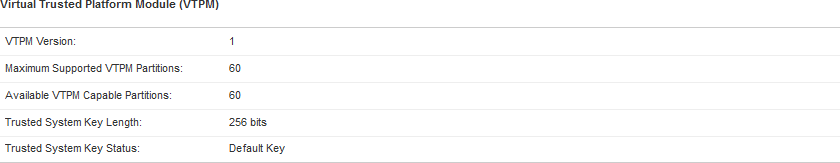 Virtual Trusted Platform Module (VTPM)
VTPM Version: 1
Maximum Supported VTPM Partitions: 60
Available VTPM Capable Partitions: 60
Trusted System Key Length: 256 bits
Trusted System Key Status: Default Key